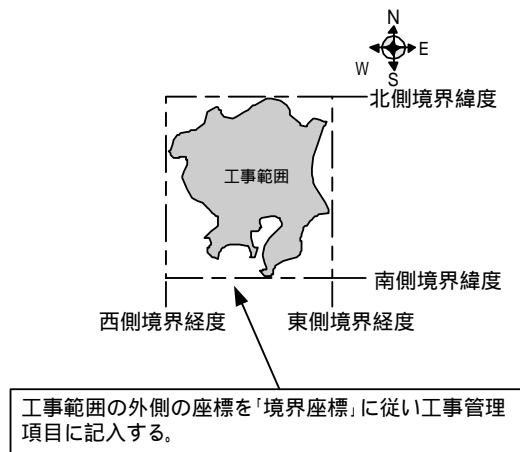 N
W
E
S
北側境界緯度
工事範囲
南側境界緯度
西側境界経度
東側境界経度
工事範囲の外側の座標を｢境界座標｣に従い工事管理
項目に記入する。